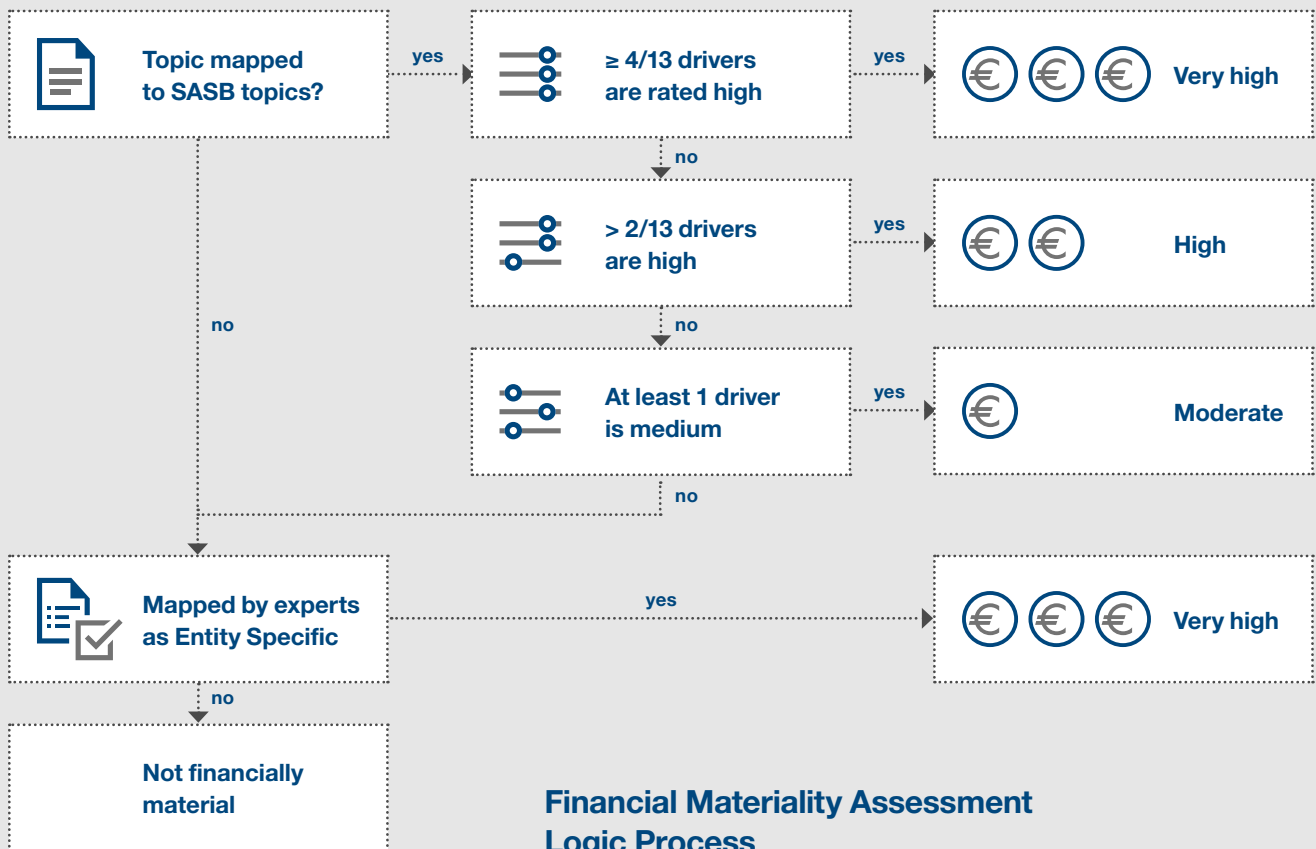 Topic mapped
to SASB topics?
yes
≥ 4/13 drivers
are rated high
yes
€ € € Very high
no
> 2/13 drivers
are high
yes
€ € High
no
no
At least 1 driver
is medium
yes
€ Moderate
no
Mapped by experts
as Entity Specific
yes
€ € € Very high
no
Not financially
material
Financial Materiality Assessment
Logic Process